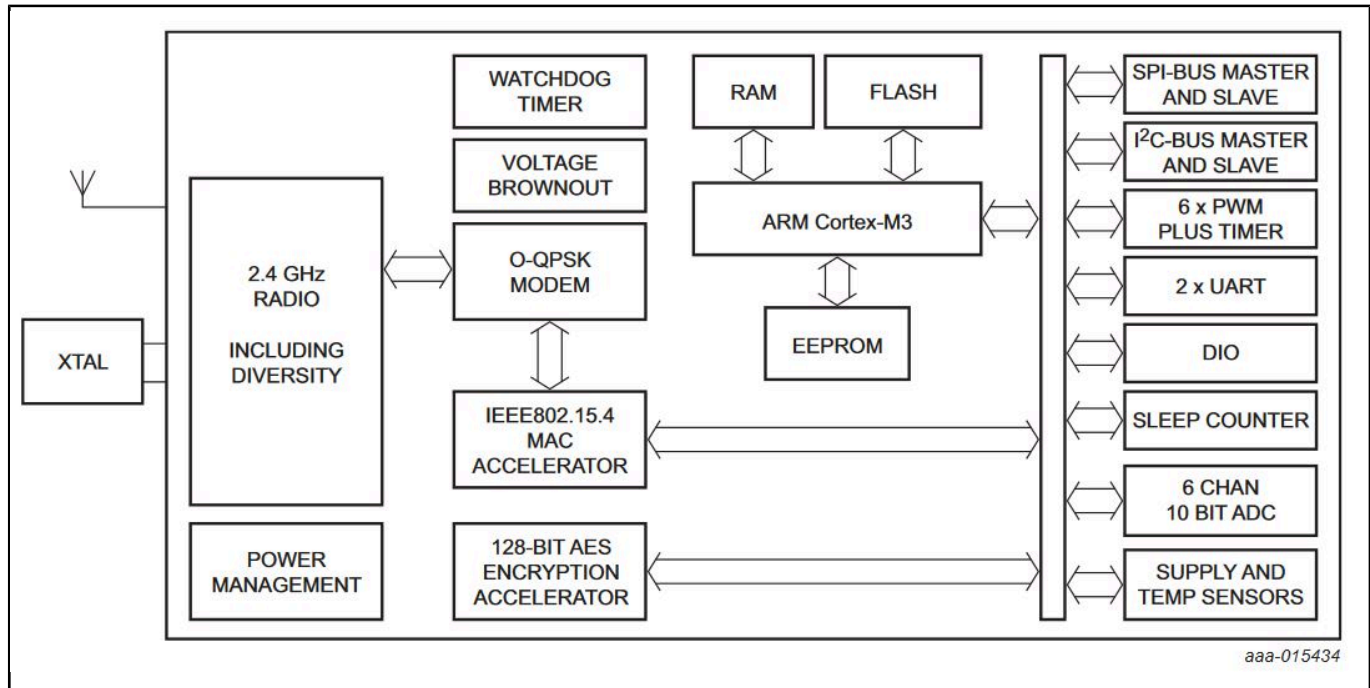 WATCHDOG
TIMER
RAM
FLASH
SPI-BUS MASTER
AND SLAVE
VOLTAGE
BROWNOUT
I²C-BUS MASTER
AND SLAVE
2.4 GHz
RADIO
INCLUDING
DIVERSITY
O-QPSK
MODEM
ARM Cortex-M3
6 x PWM
PLUS TIMER
2 x UART
XTAL
EEPROM
DIO
IEEE802.15.4
MAC
ACCELERATOR
SLEEP COUNTER
6 CHAN
10 BIT ADC
POWER
MANAGEMENT
128-BIT AES
ENCRYPTION
ACCELERATOR
SUPPLY AND
TEMP SENSORS
aaa-015434